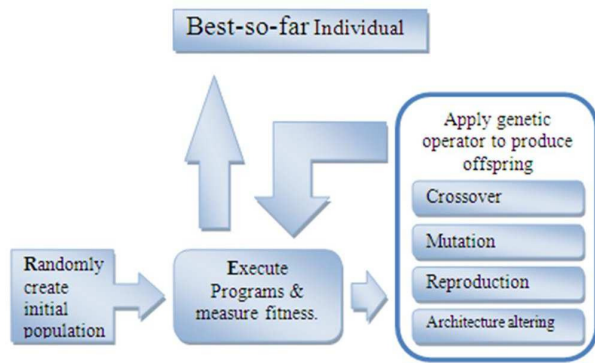 Best-so-far Individual
Apply genetic
operator to produce
offspring
Crossover
Mutation
Reproduction
Architecture altering
Randomly
create
initial
population
Execute
Programs &
measure fitness.